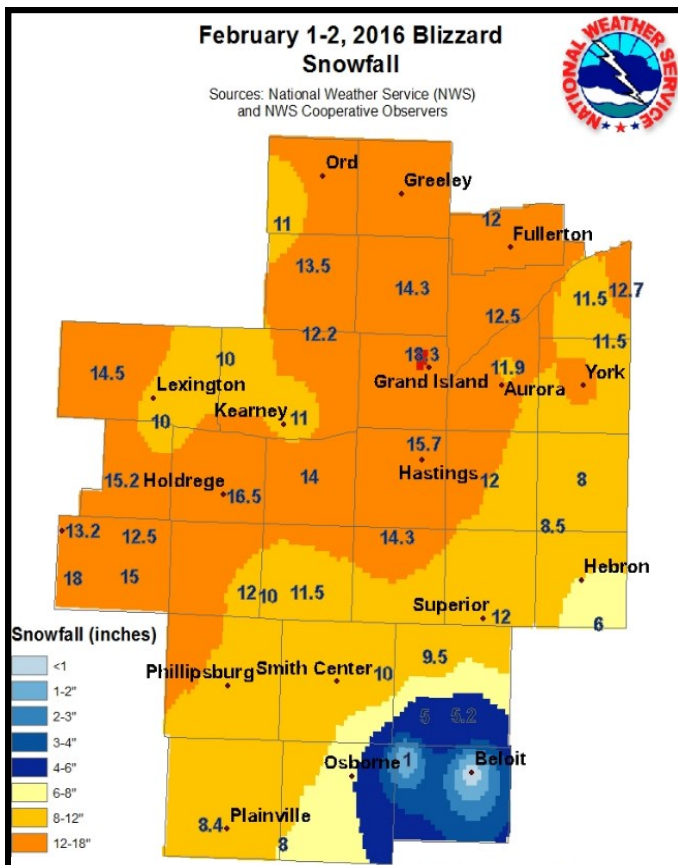 February 1-2, 2016 Blizzard
Snowfall
Sources: National Weather Service (NWS)
and NWS Cooperative Observers
NATIONAL WEATHER SERVICE
Ord
Greeley
11
12
Fullerton
13.5
14.3
11.5
12.7
12.5
12.2
11.5
10
18.3
14.5
11.9
Grand Island
York
Lexington
Aurora
10
Kearney
11
15.7
15.2
Holdrege
14
Hastings
12
8
16.5
13.2
12.5
14.3
8.5
18
15
Hebron
12
10
11.5
Superior
12
6
Snowfall (inches)
<1
1-2"
2-3"
3-4"
4-6"
6-8"
8-12"
12-18"
9.5
Phillipsburg
Smith Center
10
5
5.2
Osborne
1
Beloit
8.4
Plainville
8